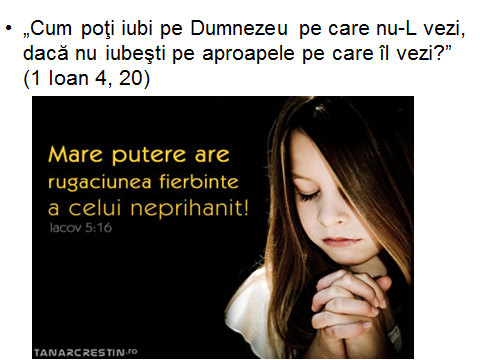 • „Cum poţi iubi pe Dumnezeu pe care nu-L vezi,
dacă nu iubeşti pe aproapele pe care îl vezi?”
(1 Ioan 4, 20)
Mare putere are
rugaciunea fierbinte
a celui neprihanit!
Iacov 5:16
TANARCRESTIN.ro